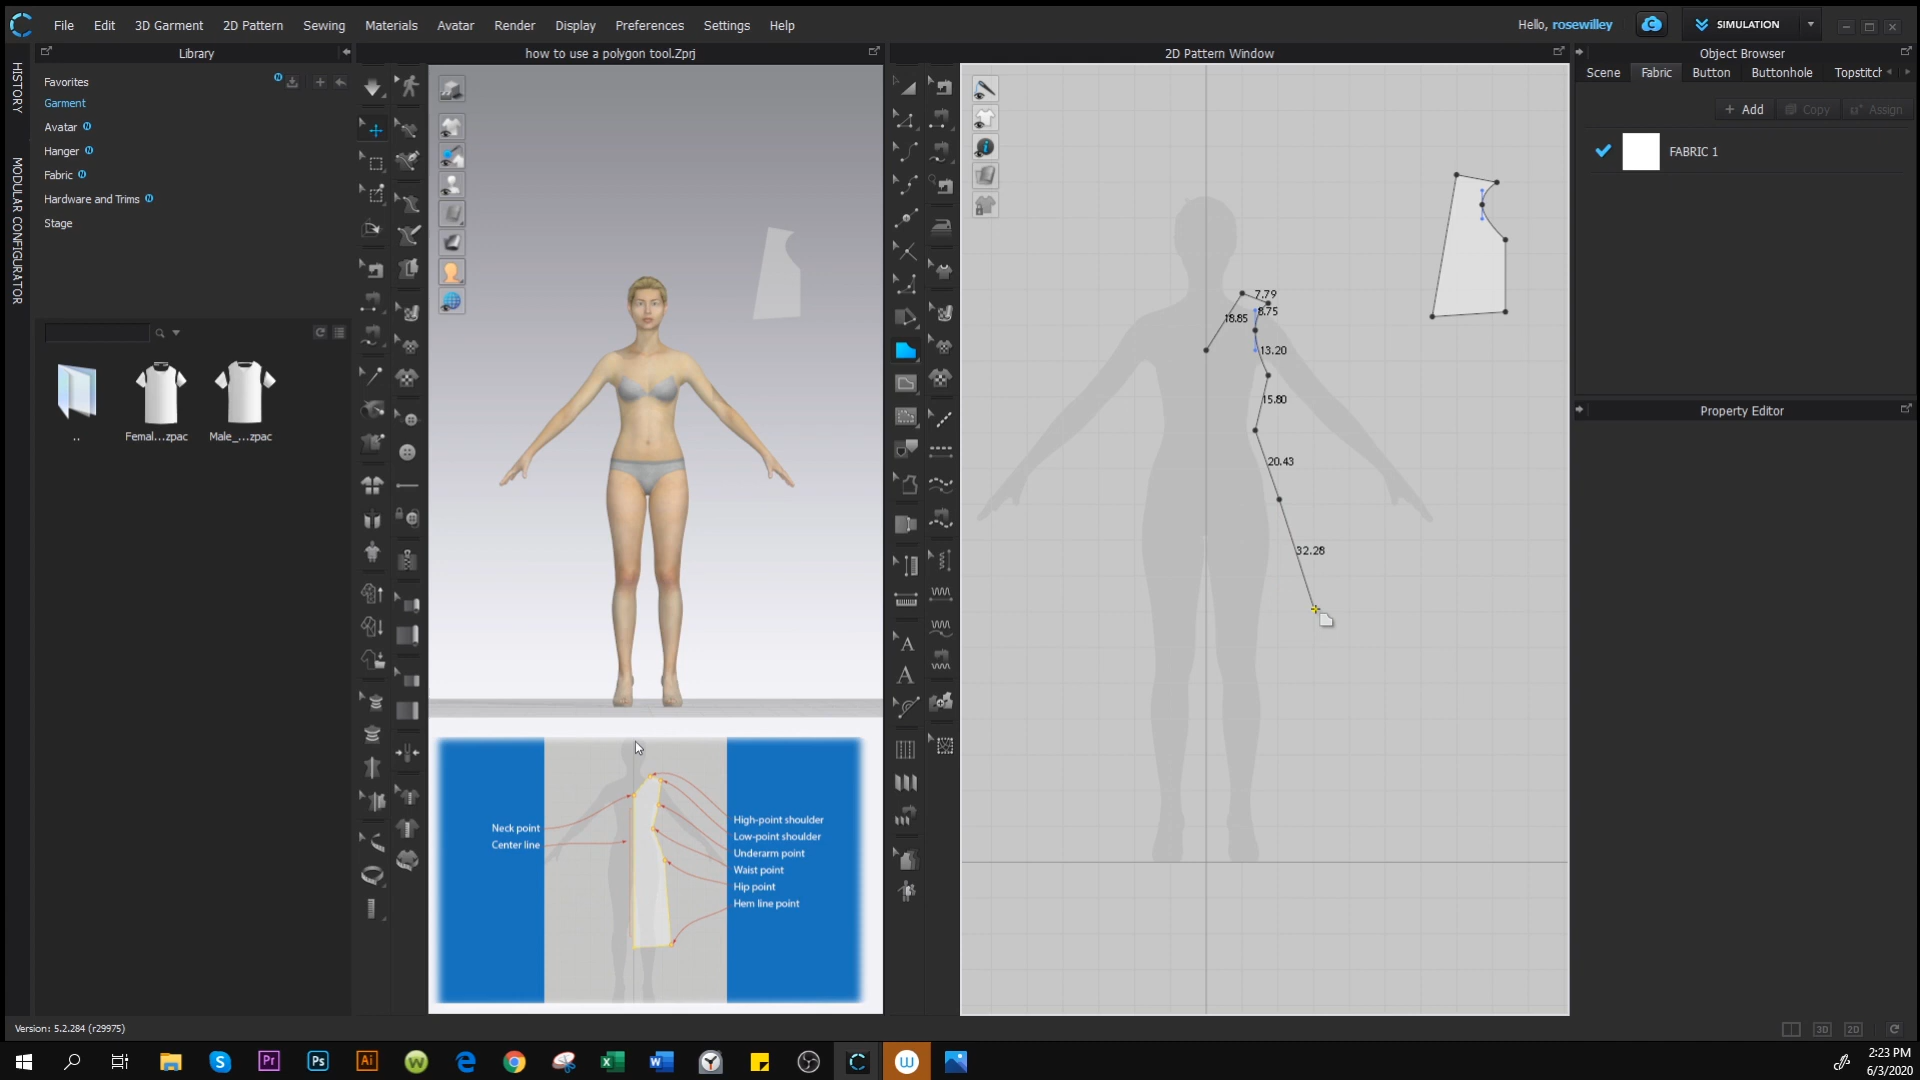 File Edit 3D Garment 2D Pattern Sewing Materials Avatar Render Display Preferences Settings Help
Hello, rosewilley
SIMULATION
Library
how to use a polygon tool.Zprj
2D Pattern Window
Object Browser
HISTORY
MODULAR CONFIGURATOR
Favorites
Garment
Avatar
Hanger
Fabric
Hardware and Trims
Stage
..
Femal...zpac
Male_...zpac
Scene Fabric Button Buttonhole Topstitch
+ Add Copy Assign
FABRIC 1
Property Editor
7.79
8.75
18.85
13.20
15.80
20.43
32.28
Neck point
Center line
High-point shoulder
Low-point shoulder
Underarm point
Waist point
Hip point
Hem line point
Version: 5.2.284 (r29975)
3D 2D
2:23 PM
6/3/2020